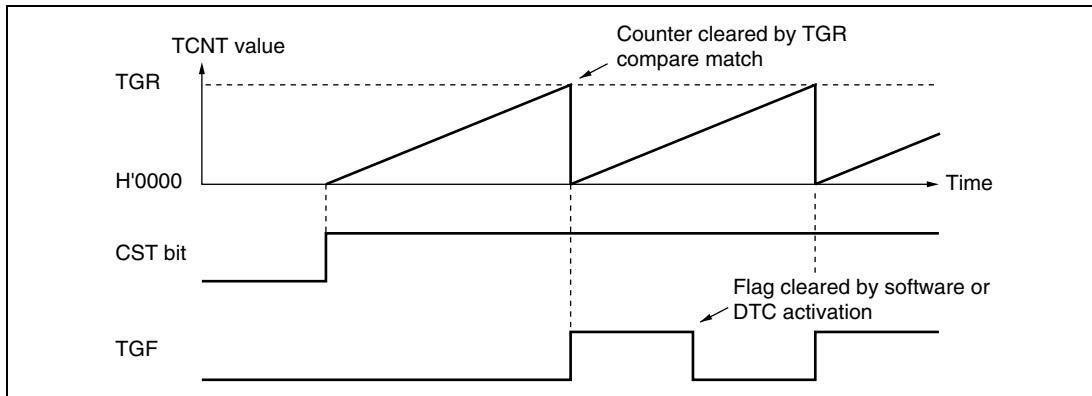 Counter cleared by TGR
compare match
TCNT value
TGR
H'0000
Time
CST bit
Flag cleared by software or
DTC activation
TGF